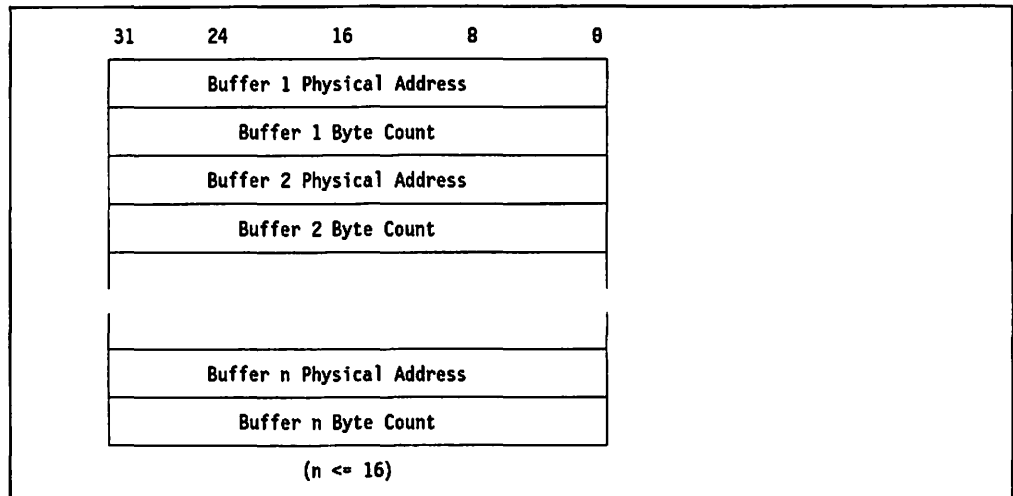 31 24 16 8 0
Buffer 1 Physical Address
Buffer 1 Byte Count
Buffer 2 Physical Address
Buffer 2 Byte Count
Buffer n Physical Address
Buffer n Byte Count
(n <= 16)